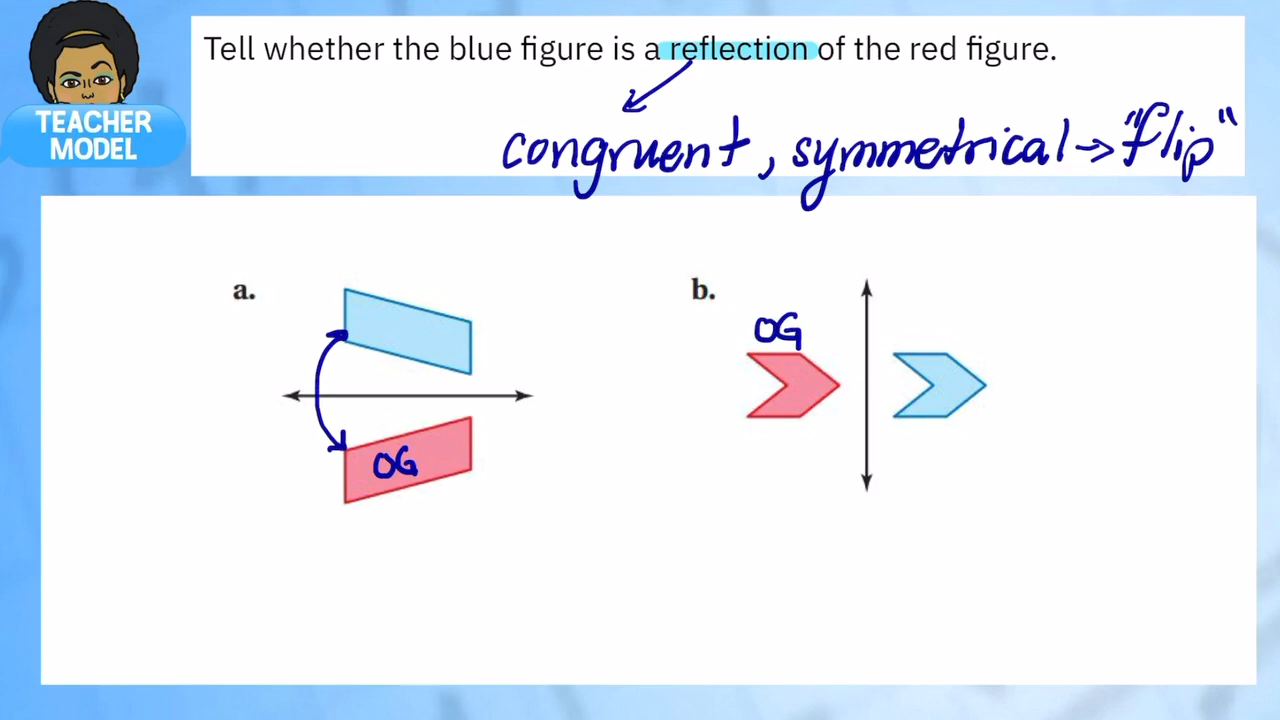 Tell whether the blue figure is a reflection of the red figure.
TEACHER
MODEL
congruent, symmetrical → "flip"
a.
OG
b.
OG